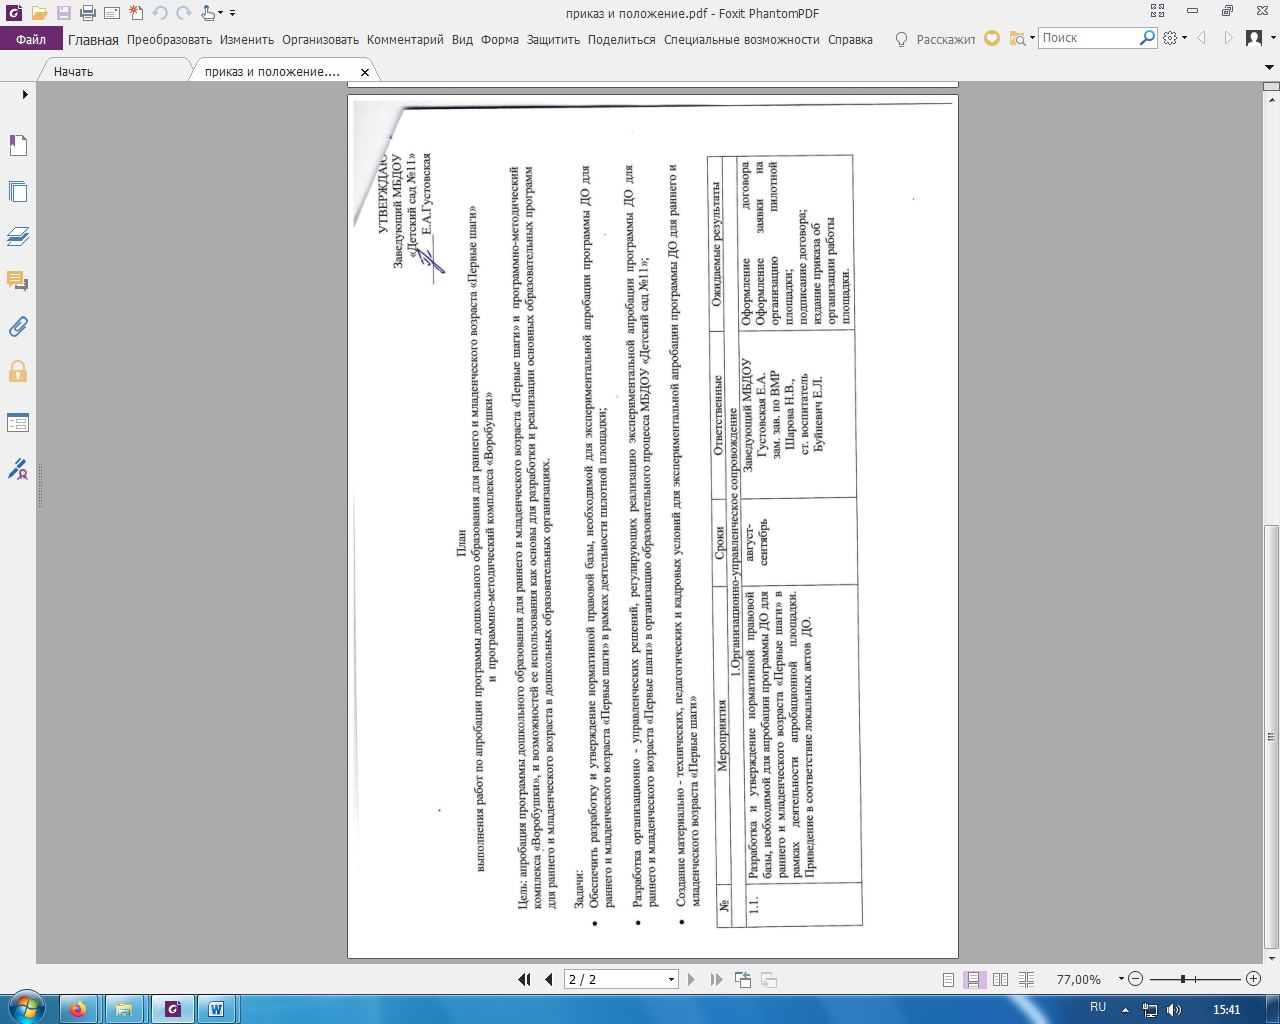 приказ и положение.pdf - Foxit PhantomPDF
Файл Главная Преобразовать Изменить Организовать Комментарий Вид Форма Защитить Поделиться Специальные возможности Справка Расскажит Поиск
Начать приказ и положение....
УТВЕРЖДАЮ
Заведующий МБДОУ
«Детский сад №11»
Е.А.Густовская
План
выполнения работ по апробации программы дошкольного образования для раннего и младенческого возраста «Первые шаги»
и программно-методический комплекса «Воробушки»
Цель: апробация программы дошкольного образования для раннего и младенческого возраста «Первые шаги» и программно-методический
комплекса «Воробушки», и возможностей ее использования как основы для разработки и реализации основных образовательных программ
для раннего и младенческого возраста в дошкольных образовательных организациях.
Задачи:
• Обеспечить разработку и утверждение нормативной правовой базы, необходимой для экспериментальной апробации программы ДО для
раннего и младенческого возраста «Первые шаги» в рамках деятельности пилотной площадки;
• Разработка организационно - управленческих решений, регулирующих реализацию экспериментальной апробации программы ДО для
раннего и младенческого возраста «Первые шаги» в организацию образовательного процесса МБДОУ «Детский сад №11»;
• Создание материально - технических, педагогических и кадровых условий для экспериментальной апробации программы ДО для раннего и
младенческого возраста «Первые шаги»
№ Мероприятия Сроки Ответственные Ожидаемые результаты
1.Организационно-управленческое сопровождение
1.1. Разработка и утверждение нормативной правовой
базы, необходимой для апробации программы ДО для
раннего и младенческого возраста «Первые шаги» в
рамках деятельности апробационной площадки.
Приведение в соответствие локальных актов ДО.
август-
сентябрь
Заведующий МБДОУ
Густовская Е.А.
зам. зав. по ВМР
Шарова Н.В.,
ст. воспитатель
Буйневич Е.Л.
Оформление договора
Оформление заявки на
организацию пилотной
площадки;
подписание договора;
издание приказа об
организации работы
площадки.
2 / 2
77,00%
RU 15:41